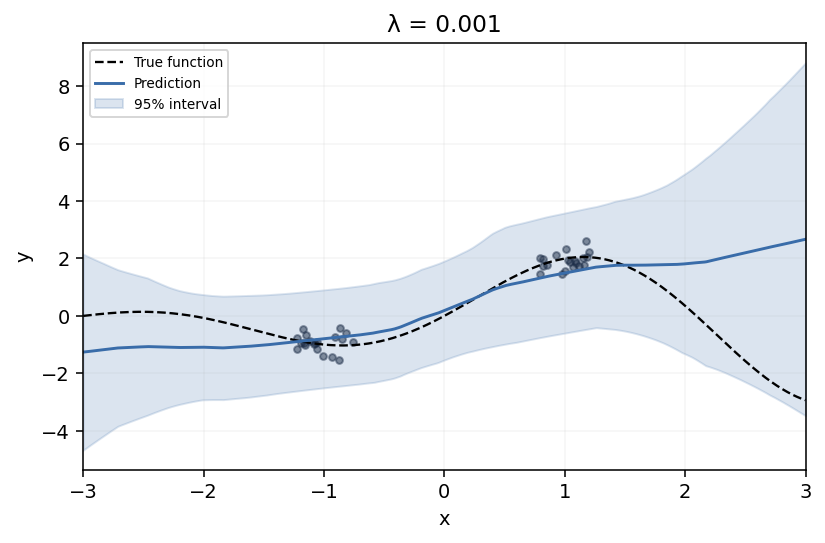 λ = 0.001
True function
Prediction
95% interval
y
8
6
4
2
0
−2
−4
−3 −2 −1 0 1 2 3
x